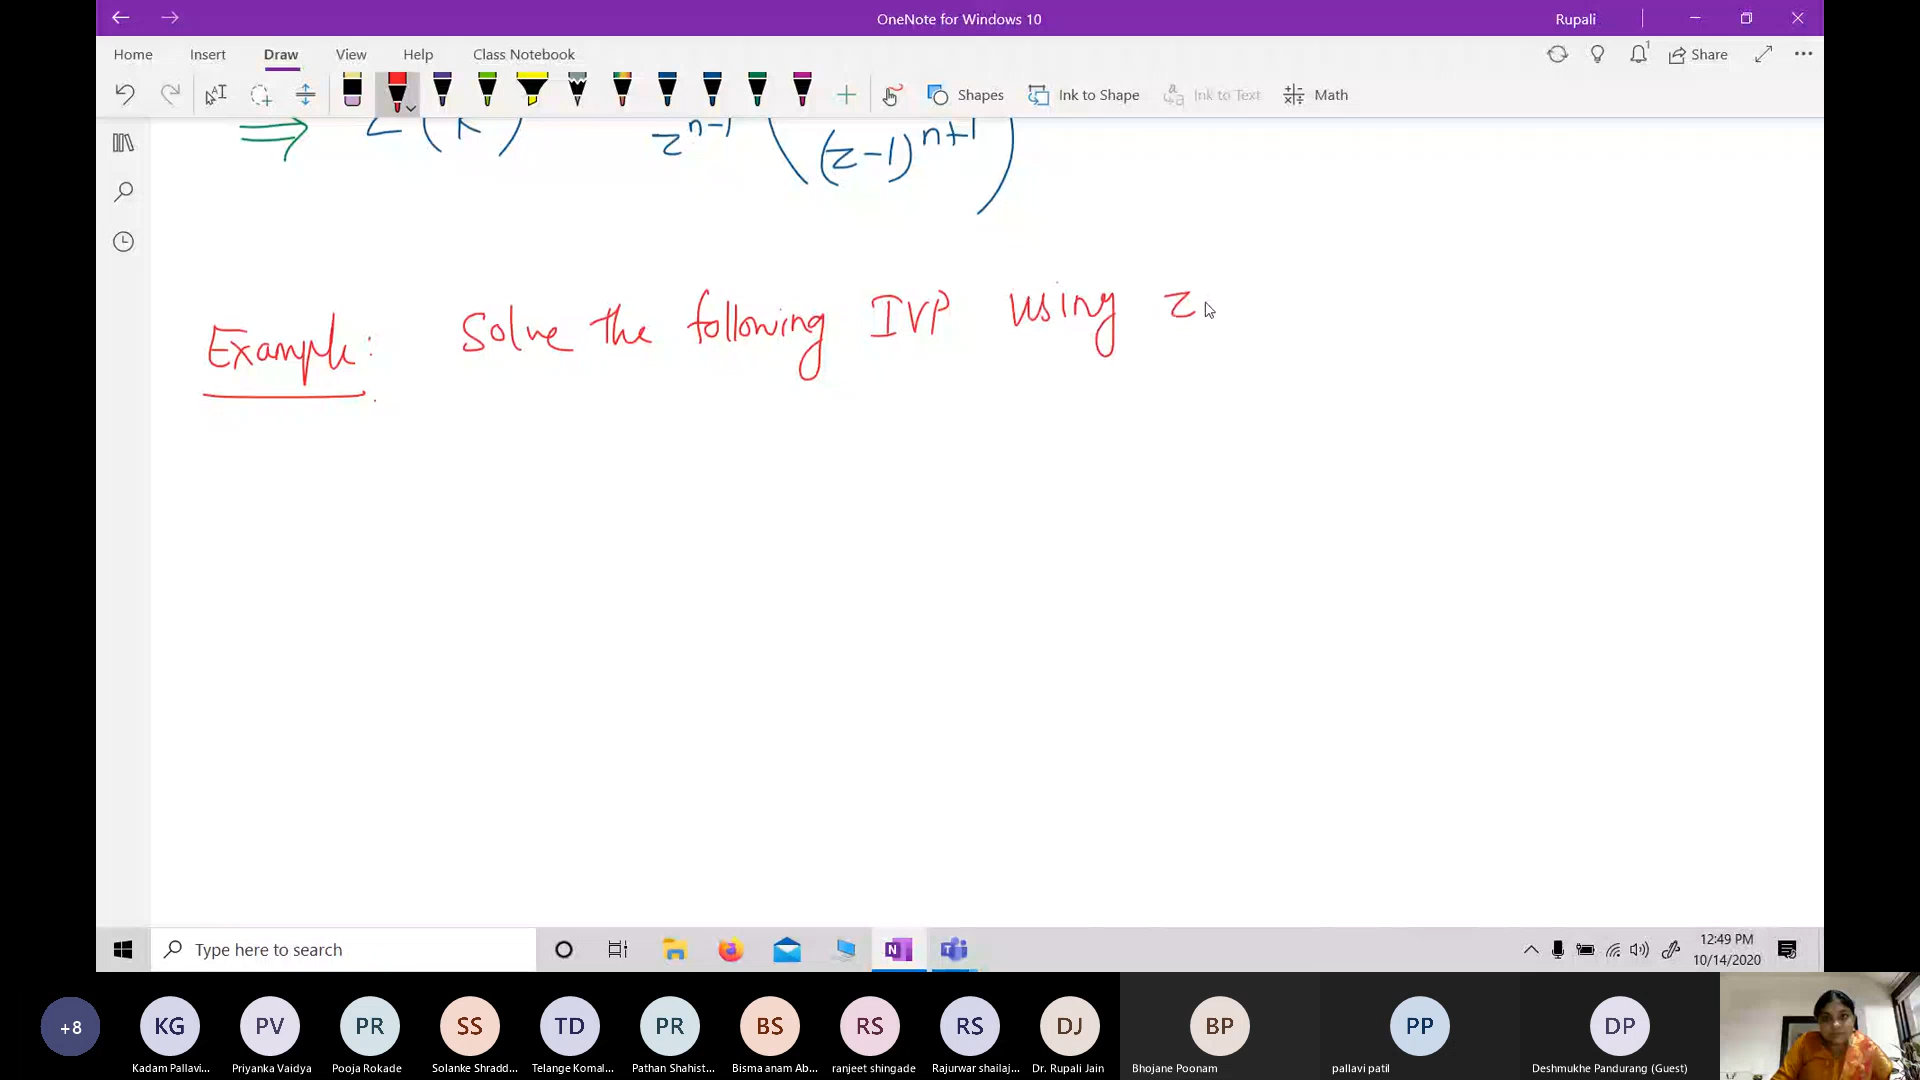 OneNote for Windows 10
Rupali
Home Insert Draw View Help Class Notebook
1
Share
Shapes Ink to Shape Ink to Text Math
z^{n-1} (z-1)^{n+1}
Example: Solve the following IVP using z
Type here to search
12:49 PM
10/14/2020
+8 KG PV PR SS TD PR BS RS RS DJ BP PP DP
Kadam Pallavi... Priyanka Vaidya Pooja Rokade Solanke Shradd... Telange Komal... Pathan Shahist... Bisma anam Ab... ranjeet shingade Rajurwar shailaj... Dr. Rupali Jain Bhojane Poonam pallavi patil Deshmukhe Pandurang (Guest)